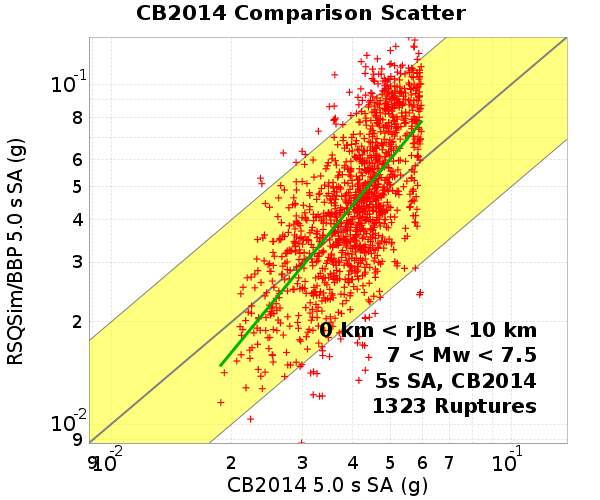 CB2014 Comparison Scatter
RSQSim/BBP 5.0 s SA (g)
10-1
8
6
5
4
3
2
10-2
9
0 km < rJB < 10 km
7 < Mw < 7.5
5s SA, CB2014
1323 Ruptures
9 10-2 2 3 4 5 6 7 10-1
CB2014 5.0 s SA (g)